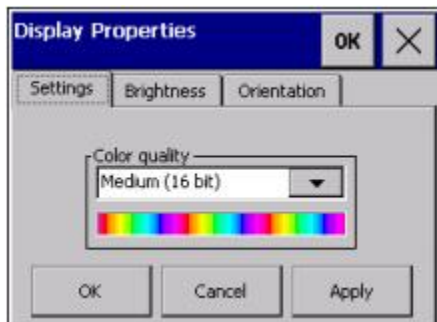 Display Properties OK
Settings Brightness Orientation
Color quality
Medium (16 bit)
OK Cancel Apply